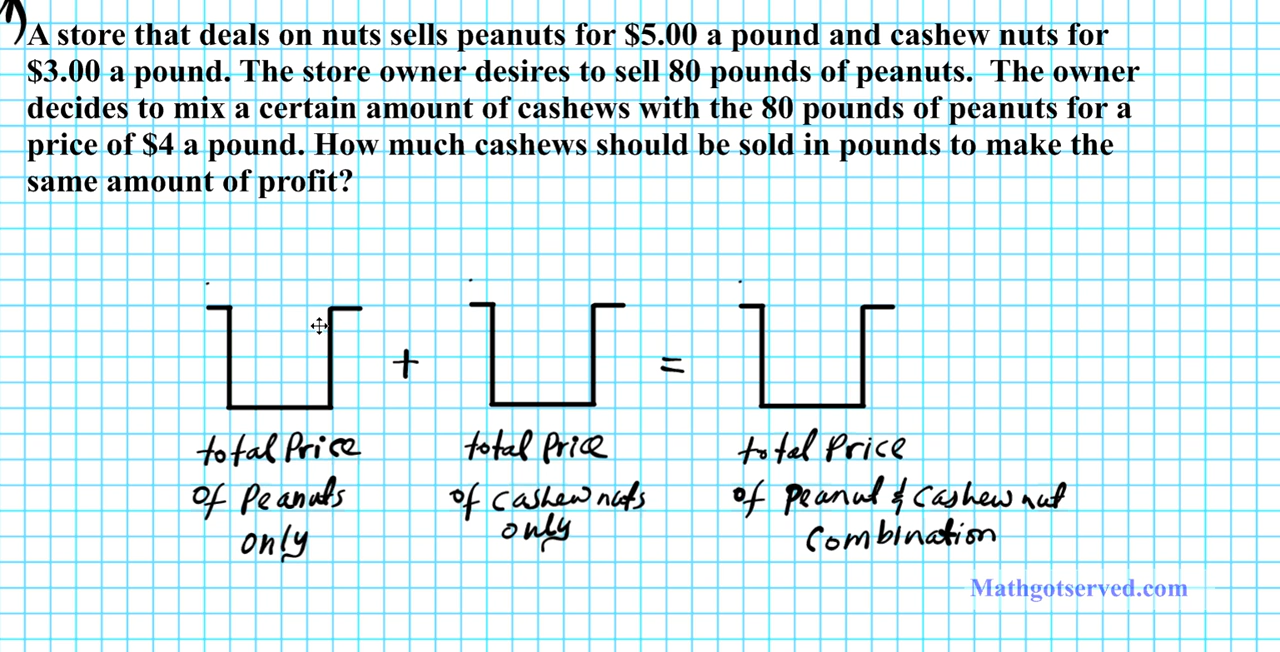 1)
A store that deals on nuts sells peanuts for $5.00 a pound and cashew nuts for
$3.00 a pound. The store owner desires to sell 80 pounds of peanuts. The owner
decides to mix a certain amount of cashews with the 80 pounds of peanuts for a
price of $4 a pound. How much cashews should be sold in pounds to make the
same amount of profit?
+ =
total Price total Price total Price
of Peanuts of cashew nuts of Peanut & Cashew nut
only only Combination
Mathgotserved.com